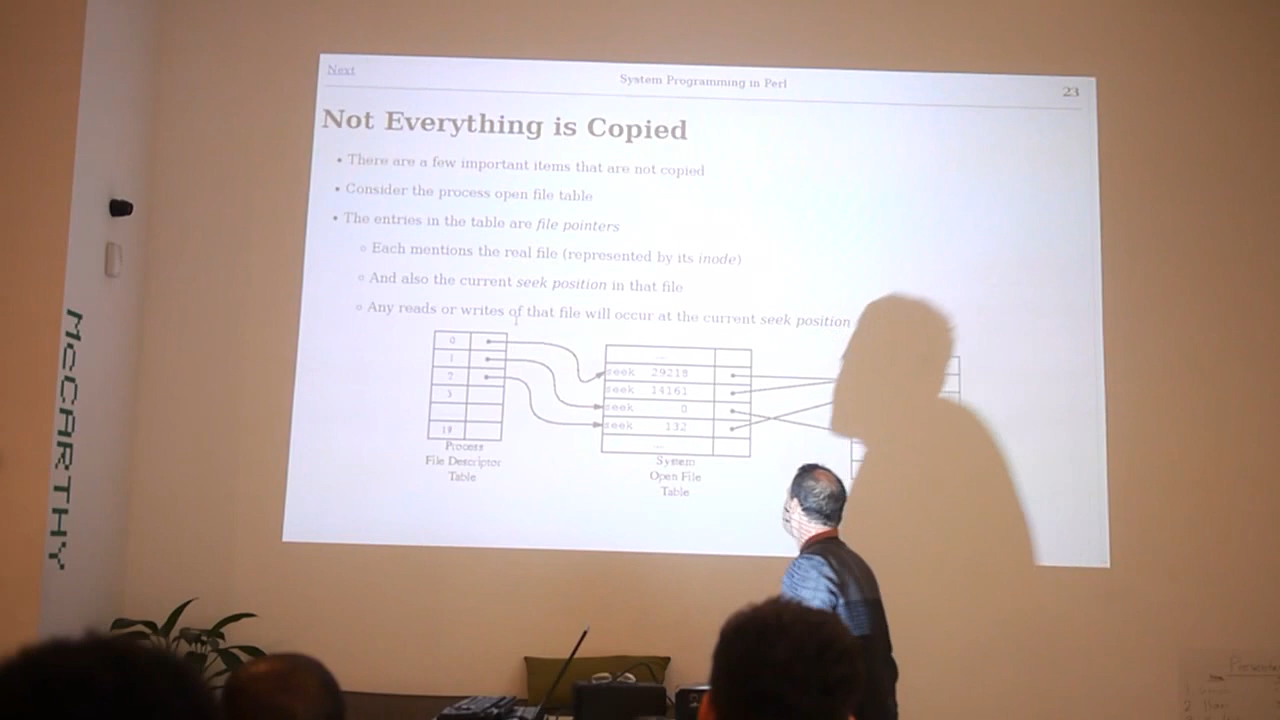 Next
System Programming in Perl
23
Not Everything is Copied
• There are a few important items that are not copied
• Consider the process open file table
• The entries in the table are file pointers
◦ Each mentions the real file (represented by its inode)
◦ And also the current seek position in that file
◦ Any reads or writes of that file will occur at the current seek position
0
1
2
3
19
Process
File Descriptor
Table
...
seek 29218
seek 14161
seek 0
seek 132
...
System
Open File
Table
MCCARTHY